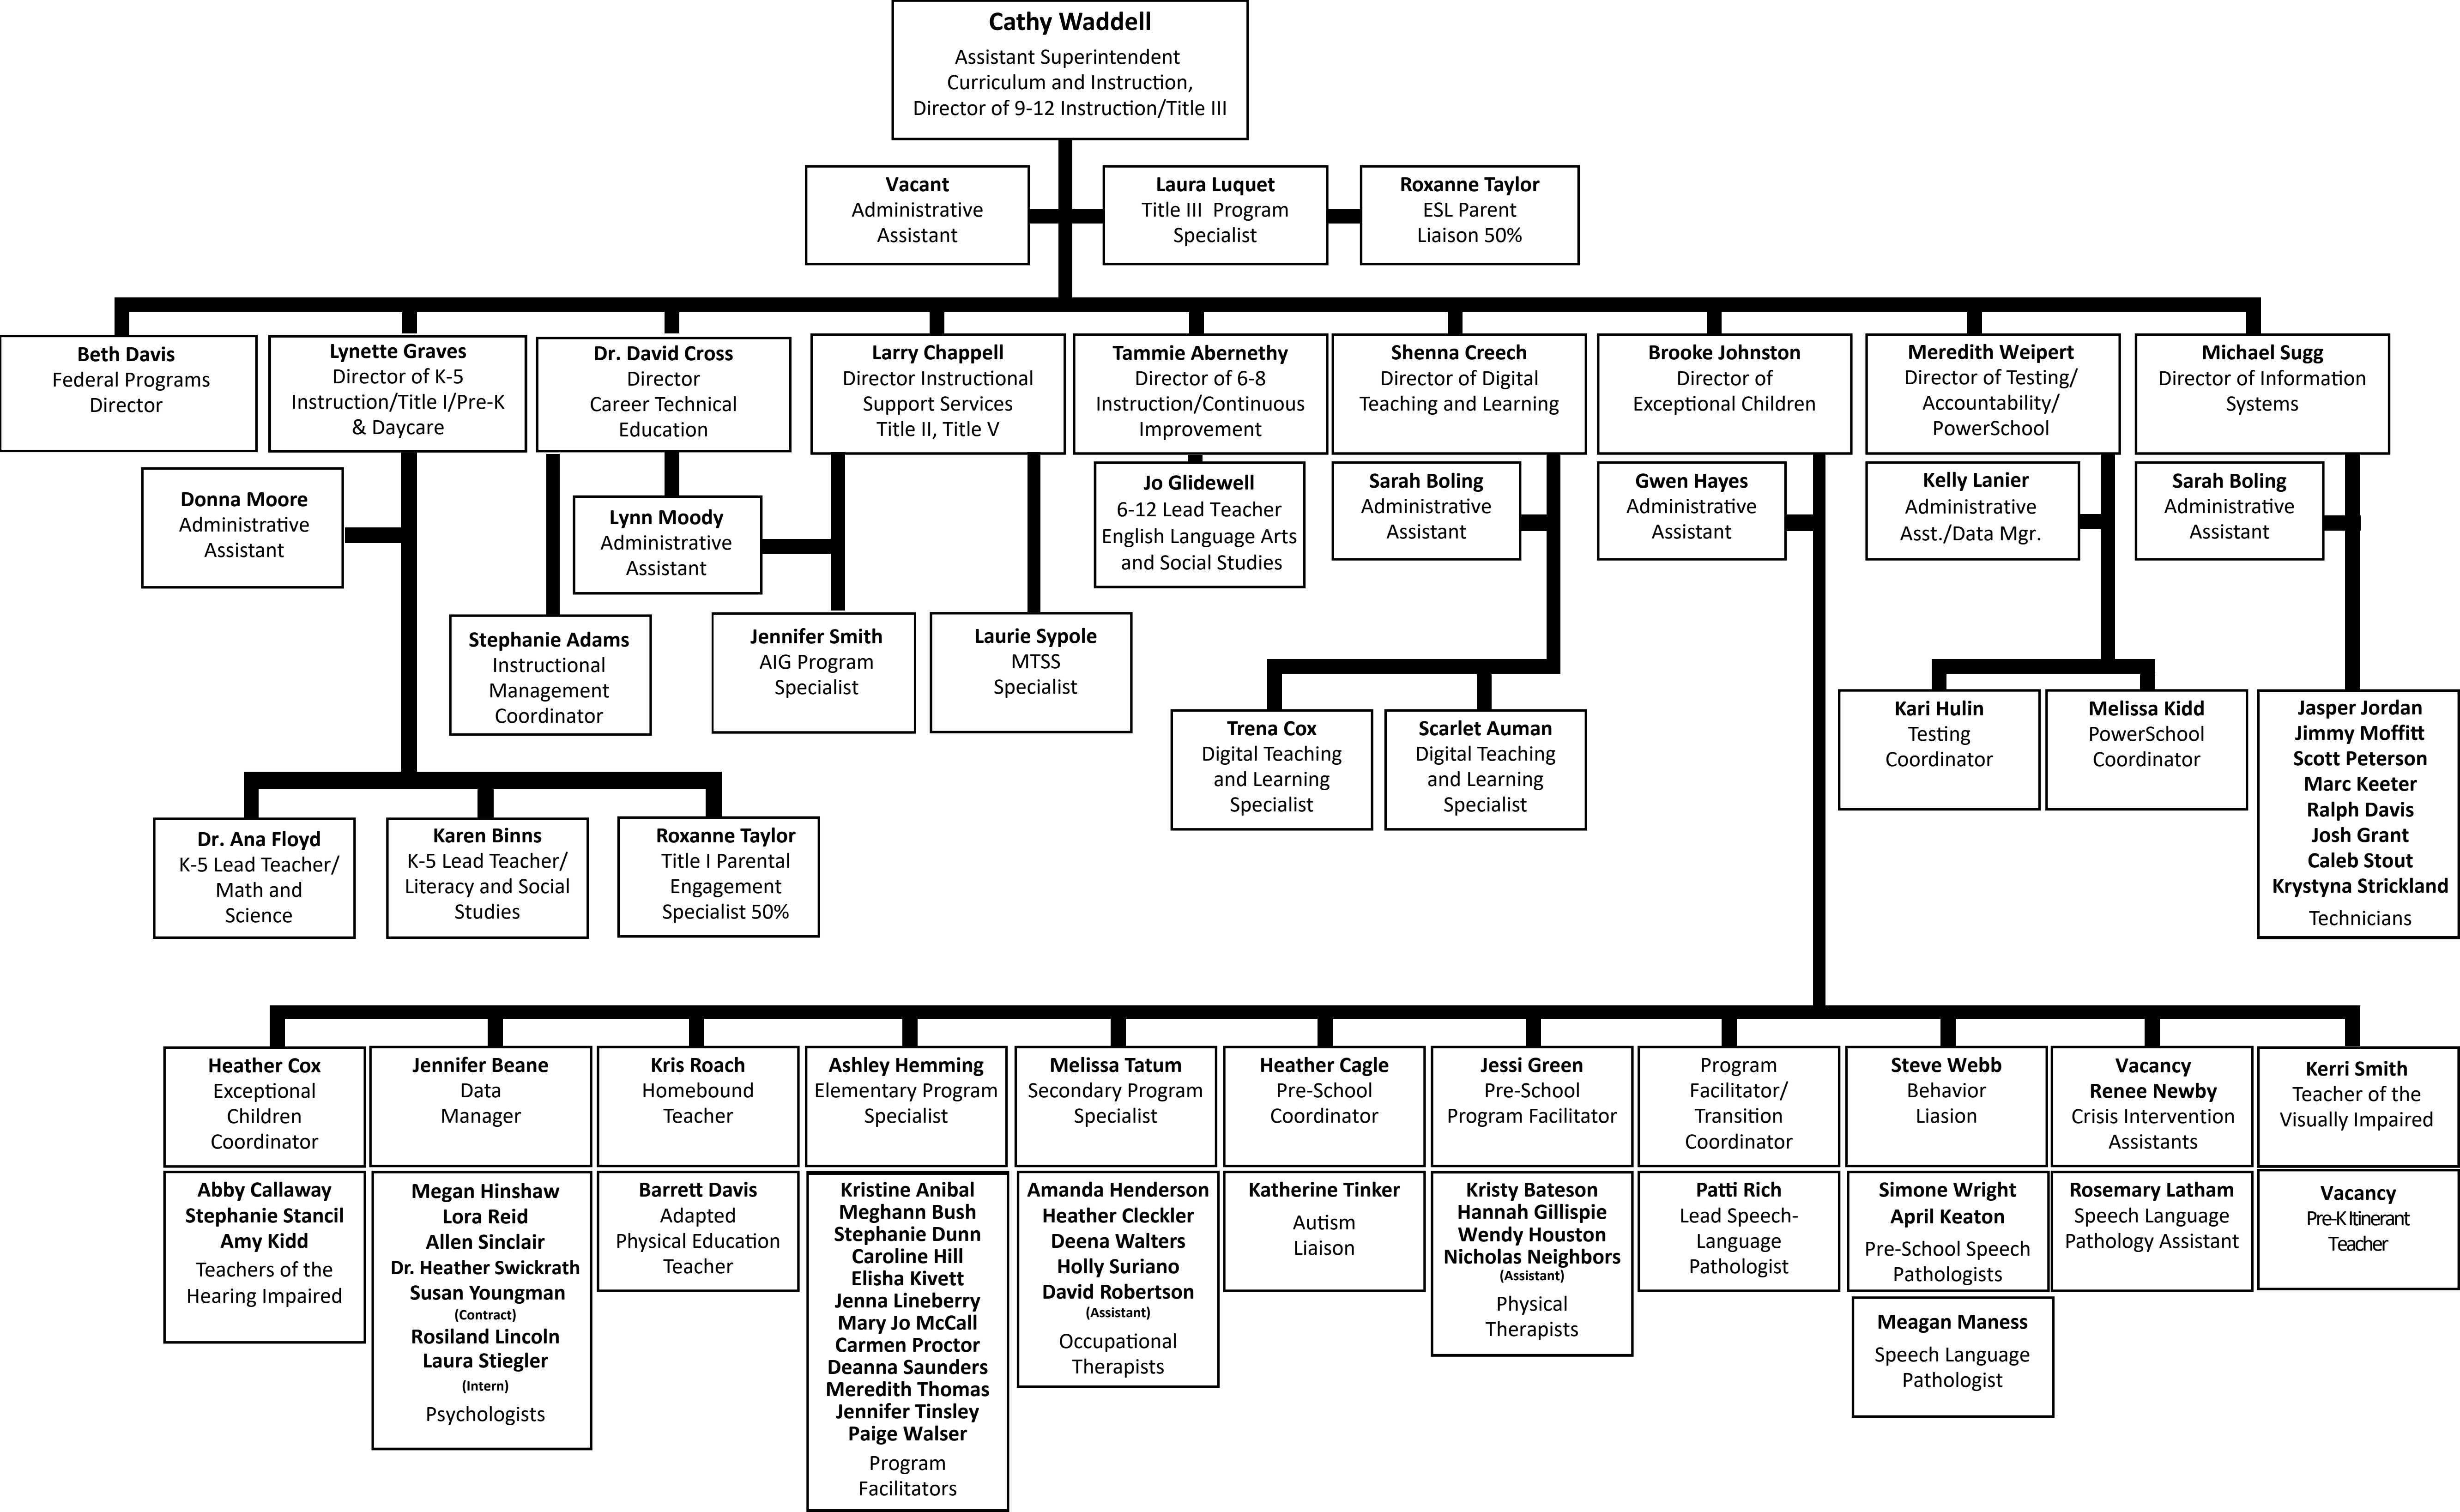 Cathy Waddell
Assistant Superintendent
Curriculum and Instruction,
Director of 9-12 Instruction/Title III
Vacant
Administrative
Assistant
Laura Luquet
Title III Program
Specialist
Roxanne Taylor
ESL Parent
Liaison 50%
Beth Davis
Federal Programs
Director
Lynette Graves
Director of K-5
Instruction/Title I/Pre-K
& Daycare
Dr. David Cross
Director
Career Technical
Education
Larry Chappell
Director Instructional
Support Services
Title II, Title V
Tammie Abernethy
Director of 6-8
Instruction/Continuous
Improvement
Shenna Creech
Director of Digital
Teaching and Learning
Brooke Johnston
Director of
Exceptional Children
Meredith Weipert
Director of Testing/
Accountability/
PowerSchool
Michael Sugg
Director of Information
Systems
Donna Moore
Administrative
Assistant
Lynn Moody
Administrative
Assistant
Jo Glidewell
6-12 Lead Teacher
English Language Arts
and Social Studies
Sarah Boling
Administrative
Assistant
Gwen Hayes
Administrative
Assistant
Kelly Lanier
Administrative
Asst./Data Mgr.
Sarah Boling
Administrative
Assistant
Stephanie Adams
Instructional
Management
Coordinator
Jennifer Smith
AIG Program
Specialist
Laurie Sypole
MTSS
Specialist
Trena Cox
Digital Teaching
and Learning
Specialist
Scarlet Auman
Digital Teaching
and Learning
Specialist
Kari Hulin
Testing
Coordinator
Melissa Kidd
PowerSchool
Coordinator
Jasper Jordan
Jimmy Moffitt
Scott Peterson
Marc Keeter
Ralph Davis
Josh Grant
Caleb Stout
Krystyna Strickland
Technicians
Dr. Ana Floyd
K-5 Lead Teacher/
Math and
Science
Karen Binns
K-5 Lead Teacher/
Literacy and Social
Studies
Roxanne Taylor
Title I Parental
Engagement
Specialist 50%
Heather Cox
Exceptional
Children
Coordinator
Jennifer Beane
Data
Manager
Kris Roach
Homebound
Teacher
Ashley Hemming
Elementary Program
Specialist
Melissa Tatum
Secondary Program
Specialist
Heather Cagle
Pre-School
Coordinator
Jessi Green
Pre-School
Program Facilitator
Program
Facilitator/
Transition
Coordinator
Steve Webb
Behavior
Liasion
Vacancy
Renee Newby
Crisis Intervention
Assistants
Kerri Smith
Teacher of the
Visually Impaired
Abby Callaway
Stephanie Stancil
Amy Kidd
Teachers of the
Hearing Impaired
Megan Hinshaw
Lora Reid
Allen Sinclair
Dr. Heather Swickrath
Susan Youngman
(Contract)
Rosiland Lincoln
Laura Stiegler
(Intern)
Psychologists
Barrett Davis
Adapted
Physical Education
Teacher
Kristine Anibal
Meghann Bush
Stephanie Dunn
Caroline Hill
Elisha Kivett
Jenna Lineberry
Mary Jo McCall
Carmen Proctor
Deanna Saunders
Meredith Thomas
Jennifer Tinsley
Paige Walser
Program
Facilitators
Amanda Henderson
Heather Cleckler
Deena Walters
Holly Suriano
David Robertson
(Assistant)
Occupational
Therapists
Katherine Tinker
Autism
Liaison
Kristy Bateson
Hannah Gillispie
Wendy Houston
Nicholas Neighbors
(Assistant)
Physical
Therapists
Patti Rich
Lead Speech-
Language
Pathologist
Simone Wright
April Keaton
Pre-School Speech
Pathologists
Rosemary Latham
Speech Language
Pathology Assistant
Vacancy
Pre-K Itinerant
Teacher
Meagan Maness
Speech Language
Pathologist